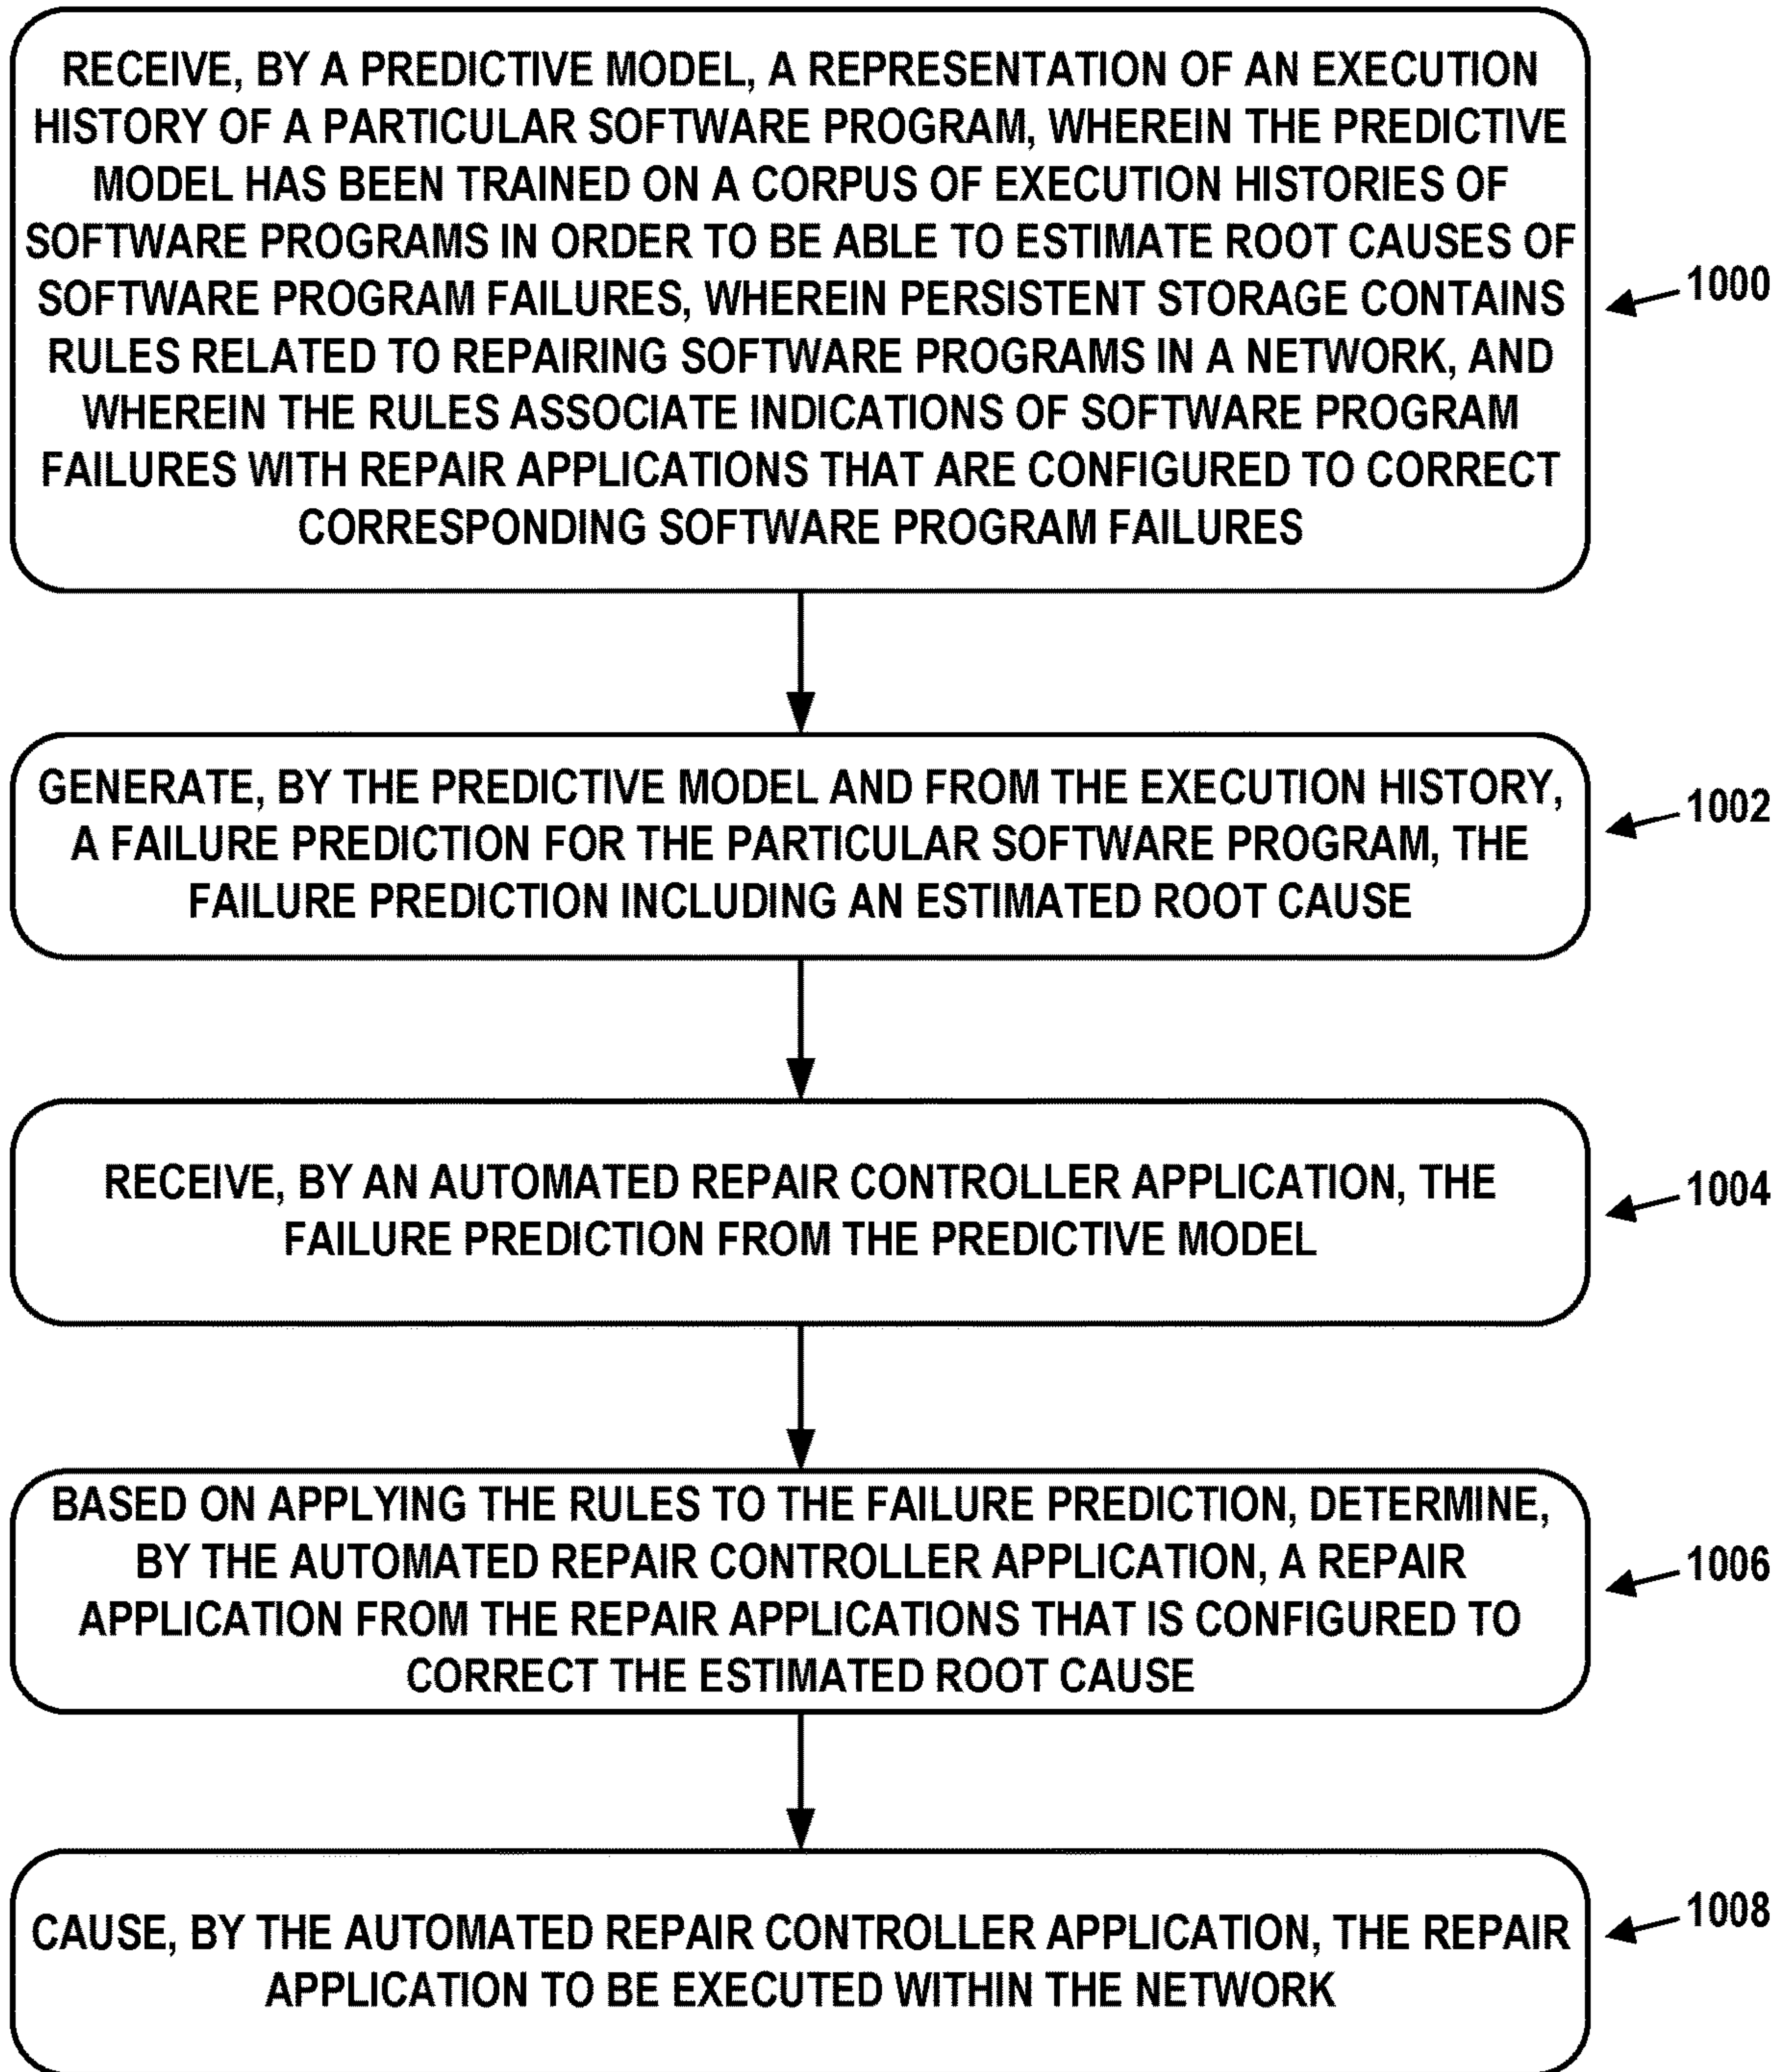 RECEIVE, BY A PREDICTIVE MODEL, A REPRESENTATION OF AN EXECUTION
HISTORY OF A PARTICULAR SOFTWARE PROGRAM, WHEREIN THE PREDICTIVE
MODEL HAS BEEN TRAINED ON A CORPUS OF EXECUTION HISTORIES OF
SOFTWARE PROGRAMS IN ORDER TO BE ABLE TO ESTIMATE ROOT CAUSES OF
SOFTWARE PROGRAM FAILURES, WHEREIN PERSISTENT STORAGE CONTAINS
RULES RELATED TO REPAIRING SOFTWARE PROGRAMS IN A NETWORK, AND
WHEREIN THE RULES ASSOCIATE INDICATIONS OF SOFTWARE PROGRAM
FAILURES WITH REPAIR APPLICATIONS THAT ARE CONFIGURED TO CORRECT
CORRESPONDING SOFTWARE PROGRAM FAILURES
1000
GENERATE, BY THE PREDICTIVE MODEL AND FROM THE EXECUTION HISTORY,
A FAILURE PREDICTION FOR THE PARTICULAR SOFTWARE PROGRAM, THE
FAILURE PREDICTION INCLUDING AN ESTIMATED ROOT CAUSE
1002
RECEIVE, BY AN AUTOMATED REPAIR CONTROLLER APPLICATION, THE
FAILURE PREDICTION FROM THE PREDICTIVE MODEL
1004
BASED ON APPLYING THE RULES TO THE FAILURE PREDICTION, DETERMINE,
BY THE AUTOMATED REPAIR CONTROLLER APPLICATION, A REPAIR
APPLICATION FROM THE REPAIR APPLICATIONS THAT IS CONFIGURED TO
CORRECT THE ESTIMATED ROOT CAUSE
1006
CAUSE, BY THE AUTOMATED REPAIR CONTROLLER APPLICATION, THE REPAIR
APPLICATION TO BE EXECUTED WITHIN THE NETWORK
1008